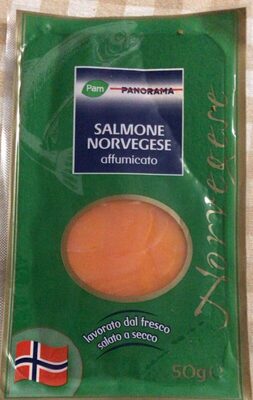 Pam
PANORAMA
SALMONE
NORVEGESE
affumicato
Norvegese
lavorato dal fresco
salato a secco
50g e